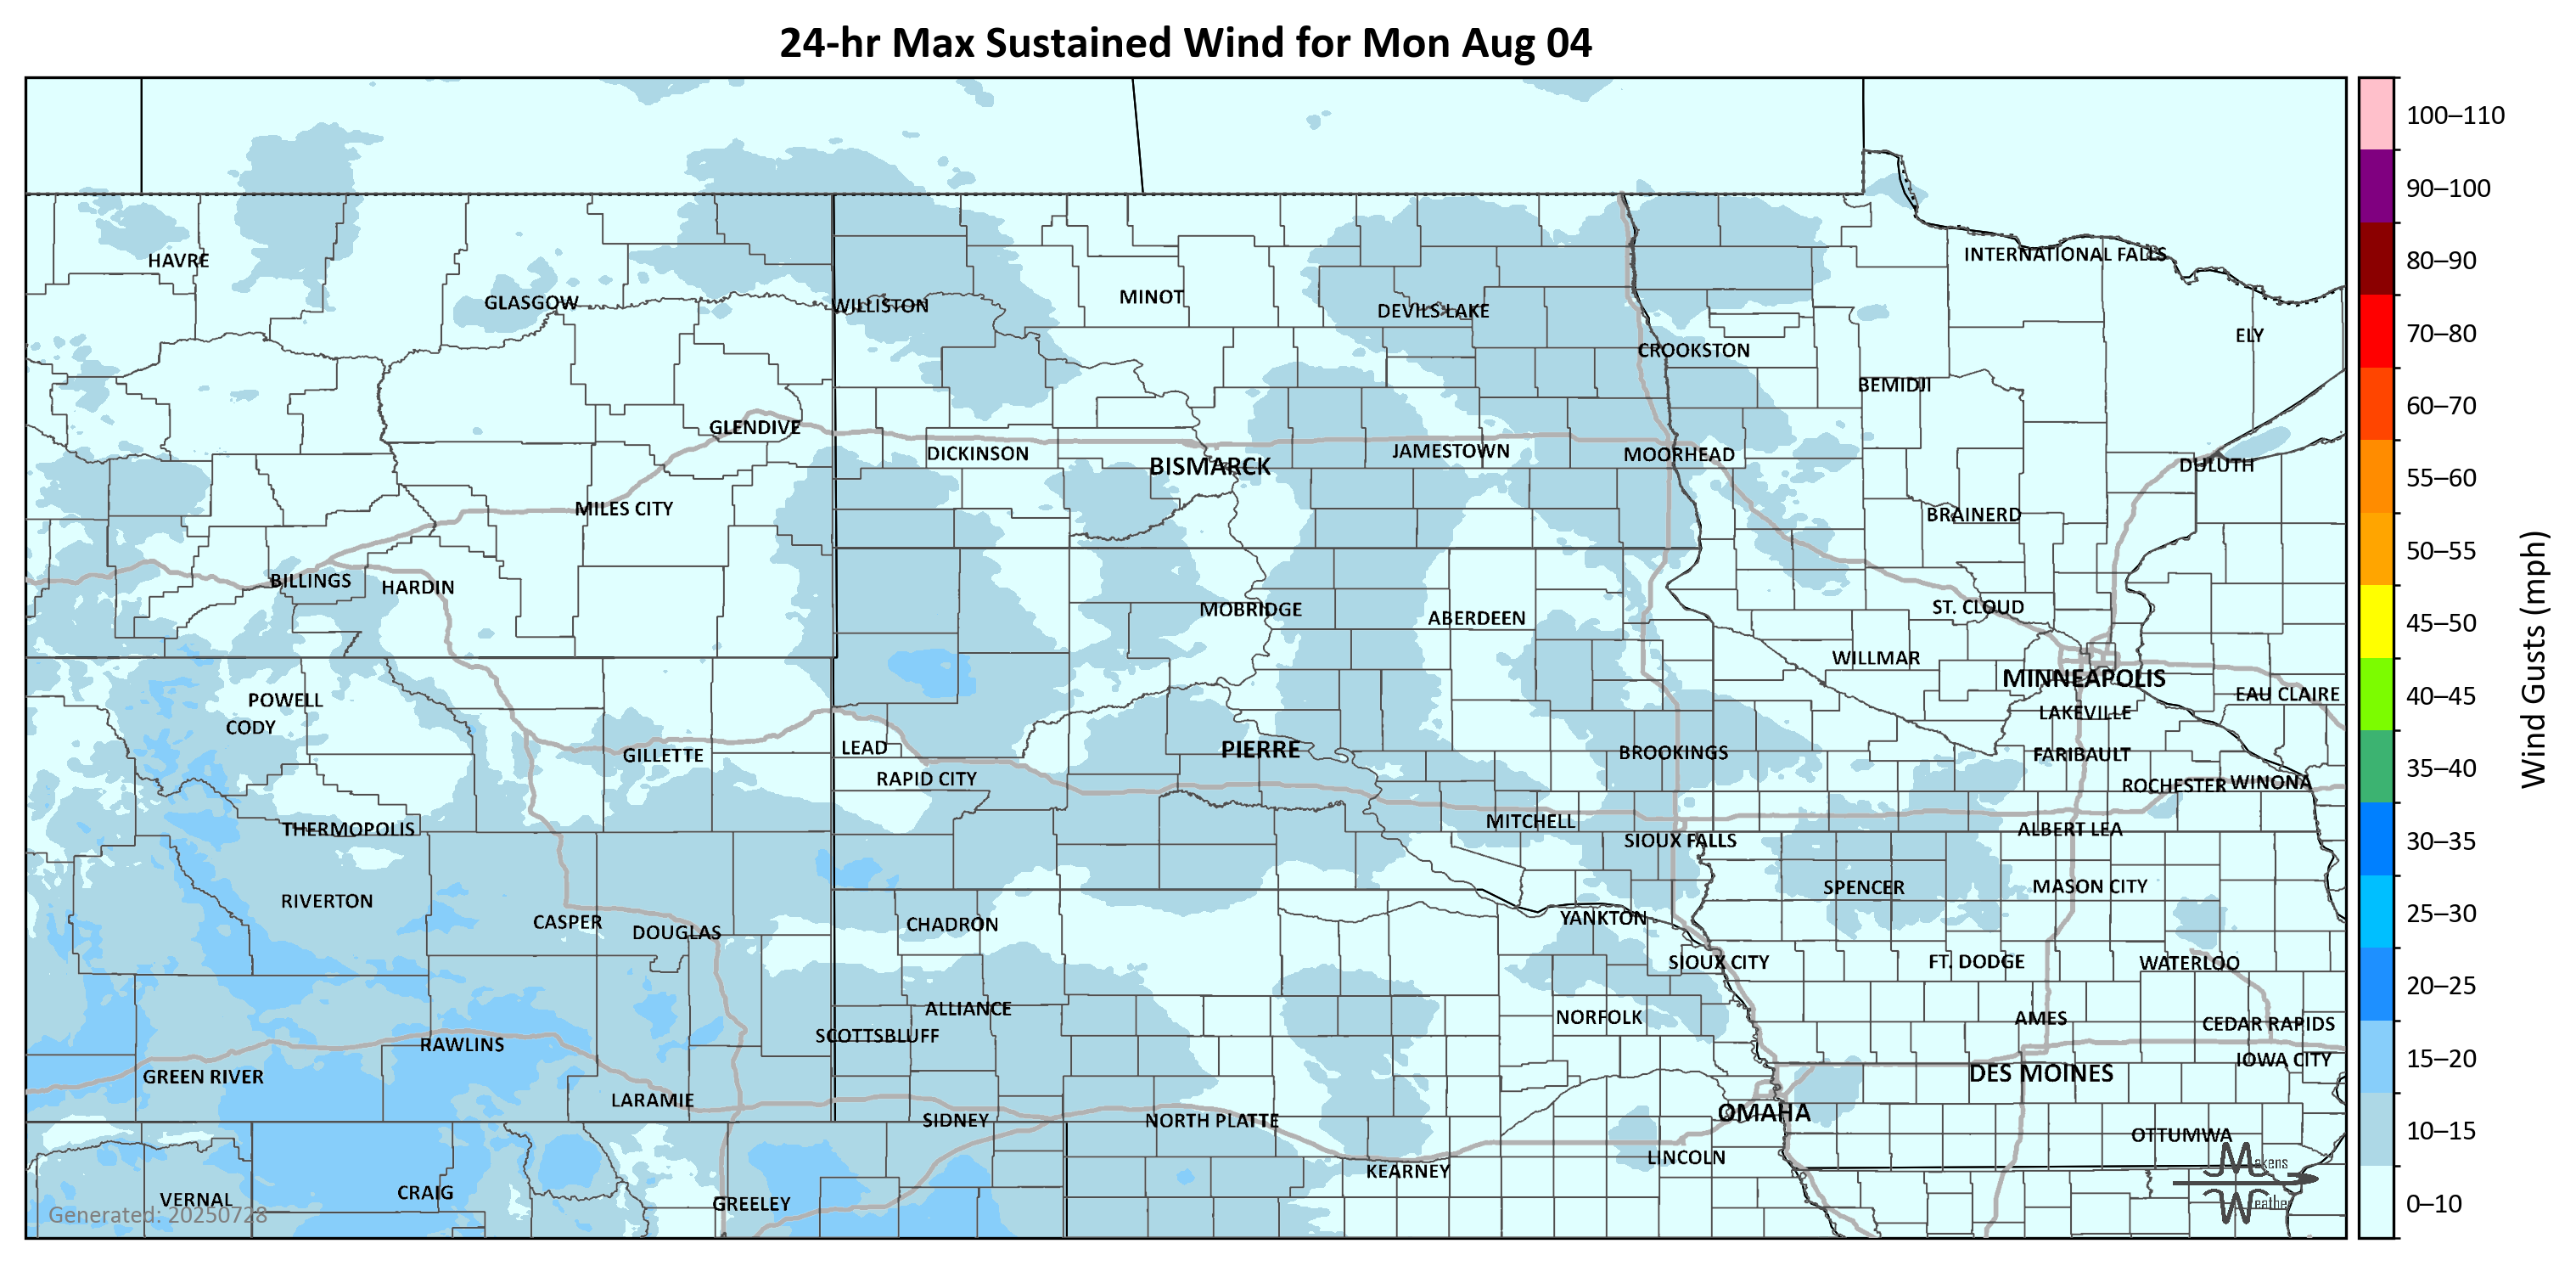 24-hr Max Sustained Wind for Mon Aug 04
100–110
90–100
80–90
70–80
60–70
55–60
50–55
45–50
40–45
35–40
30–35
25–30
20–25
15–20
10–15
0–10
Wind Gusts (mph)
HAVRE
INTERNATIONAL FALLS
GLASGOW
WILLISTON
MINOT
DEVILS LAKE
ELY
CROOKSTON
BEMIDJI
GLENDIVE
DICKINSON
BISMARCK
JAMESTOWN
MOORHEAD
DULUTH
MILES CITY
BRAINERD
BILLINGS
HARDIN
MOBRIDGE
ABERDEEN
ST. CLOUD
WILLMAR
MINNEAPOLIS
EAU CLAIRE
POWELL
CODY
LAKEVILLE
GILLETTE
LEAD
PIERRE
BROOKINGS
FARIBAULT
RAPID CITY
ROCHESTER
WINONA
THERMOPOLIS
MITCHELL
SIOUX FALLS
ALBERT LEA
RIVERTON
SPENCER
MASON CITY
CASPER
DOUGLAS
CHADRON
YANKTON
SIOUX CITY
FT. DODGE
WATERLOO
ALLIANCE
SCOTTSBLUFF
NORFOLK
AMES
CEDAR RAPIDS
RAWLINS
IOWA CITY
GREEN RIVER
DES MOINES
LARAMIE
SIDNEY
NORTH PLATTE
OMAHA
OTTUMWA
LINCOLN
KEARNEY
VERNAL
CRAIG
GREELEY
Generated: 20250728
Makens
Weather